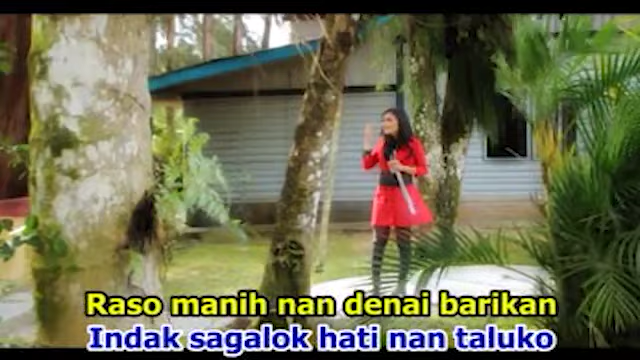 Raso manih nan denai barikan
Indak sagalok hati nan taluko